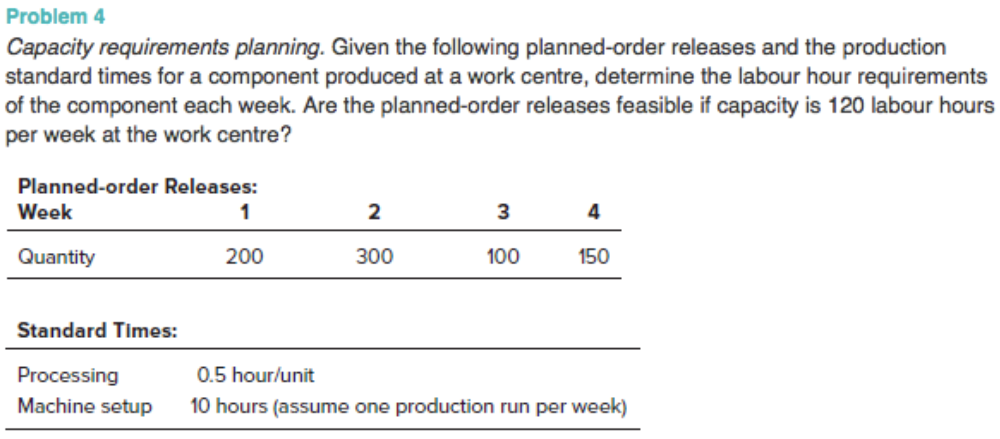 Problem 4
Capacity requirements planning. Given the following planned-order releases and the production
standard times for a component produced at a work centre, determine the labour hour requirements
of the component each week. Are the planned-order releases feasible if capacity is 120 labour hours
per week at the work centre?
Planned-order Releases:
Week 1 2 3 4
Quantity 200 300 100 150
Standard Times:
Processing 0.5 hour/unit
Machine setup 10 hours (assume one production run per week)